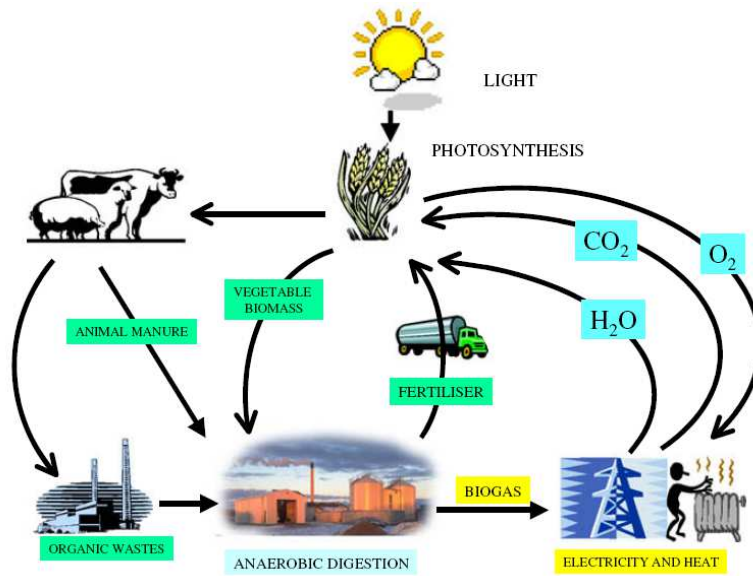 LIGHT
PHOTOSYNTHESIS
CO₂
O₂
H₂O
VEGETABLE
BIOMASS
ANIMAL MANURE
FERTILISER
BIOGAS
ORGANIC WASTES
ANAEROBIC DIGESTION
ELECTRICITY AND HEAT